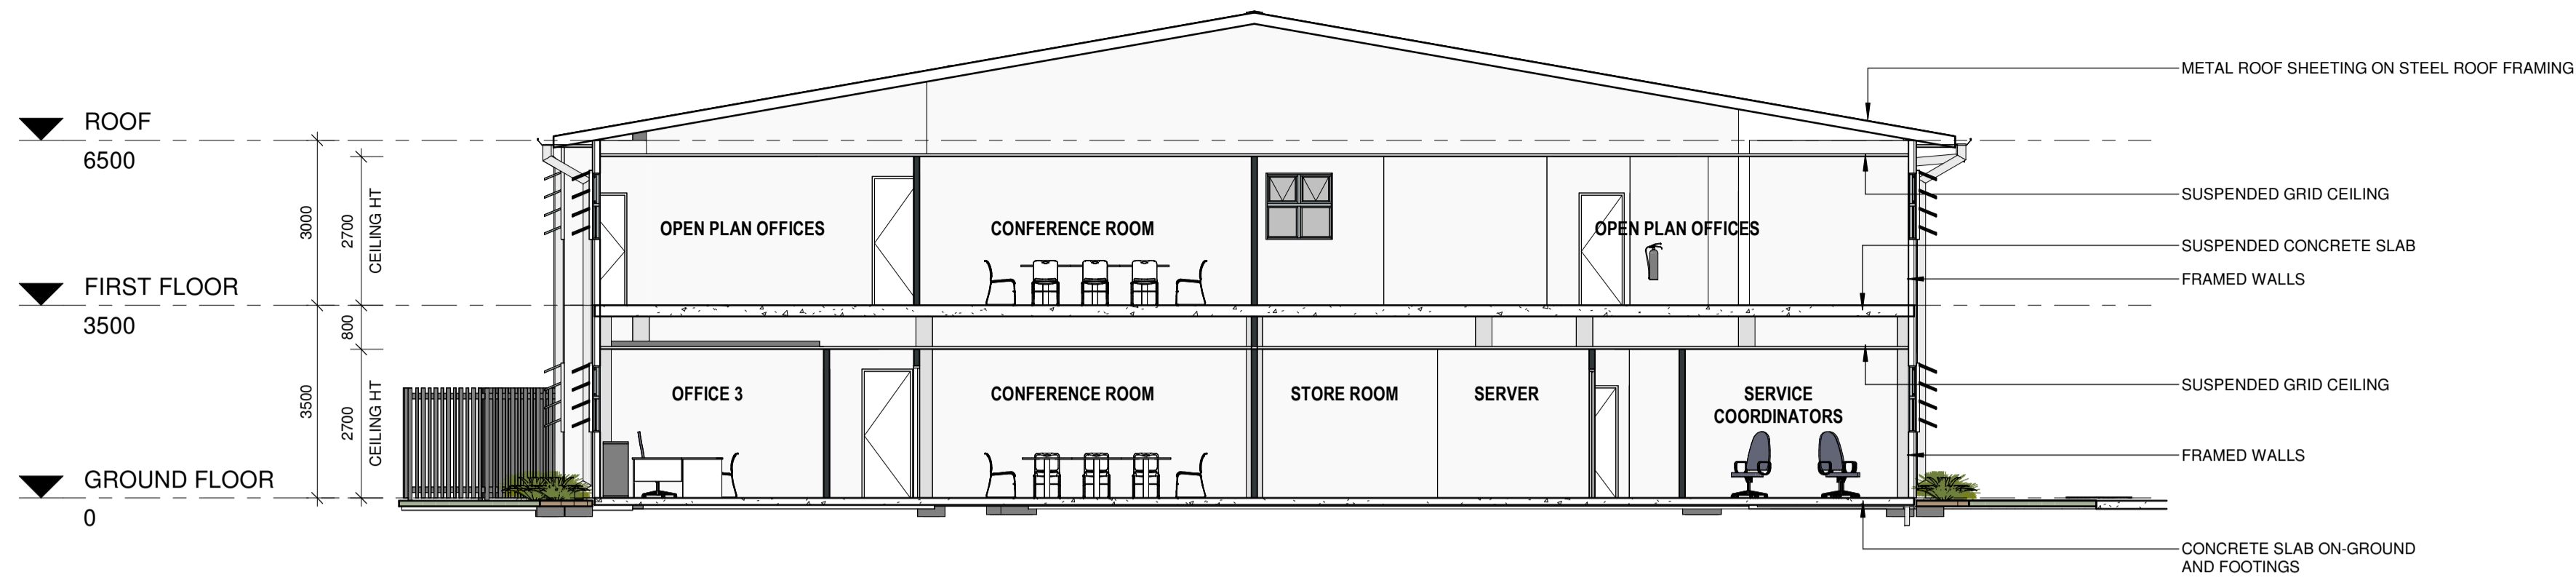 METAL ROOF SHEETING ON STEEL ROOF FRAMING
ROOF
6500
SUSPENDED GRID CEILING
3000
2700
CEILING HT
OPEN PLAN OFFICES
CONFERENCE ROOM
OPEN PLAN OFFICES
SUSPENDED CONCRETE SLAB
FRAMED WALLS
FIRST FLOOR
3500
800
SUSPENDED GRID CEILING
3500
2700
CEILING HT
OFFICE 3
CONFERENCE ROOM
STORE ROOM
SERVER
SERVICE
COORDINATORS
FRAMED WALLS
GROUND FLOOR
0
CONCRETE SLAB ON-GROUND
AND FOOTINGS